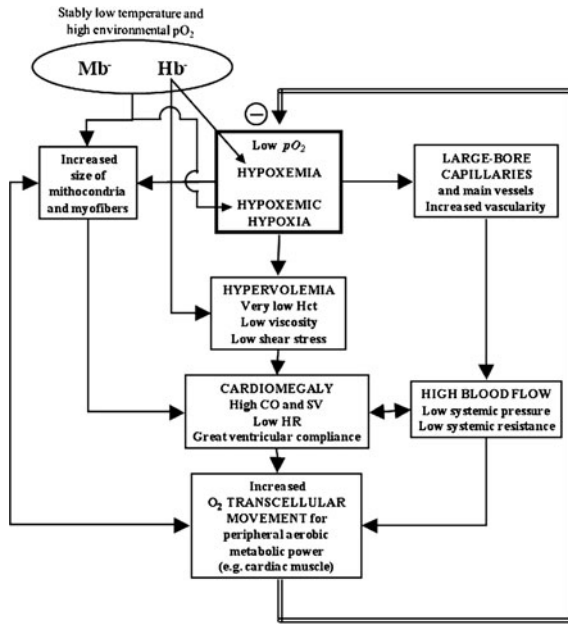 Stably low temperature and
high environmental pO₂
Mb⁻ Hb⁻
−
Low pO₂
HYPOXEMIA
HYPOXEMIC
HYPOXIA
Increased
size of
mithocondria
and myofibers
LARGE-BORE
CAPILLARIES
and main vessels
Increased vascularity
HYPERVOLEMIA
Very low Hct
Low viscosity
Low shear stress
CARDIOMEGALY
High CO and SV
Low HR
Great ventricular compliance
HIGH BLOOD FLOW
Low systemic pressure
Low systemic resistance
Increased
O₂ TRANSCELLULAR
MOVEMENT for
peripheral aerobic
metabolic power
(e.g. cardiac muscle)